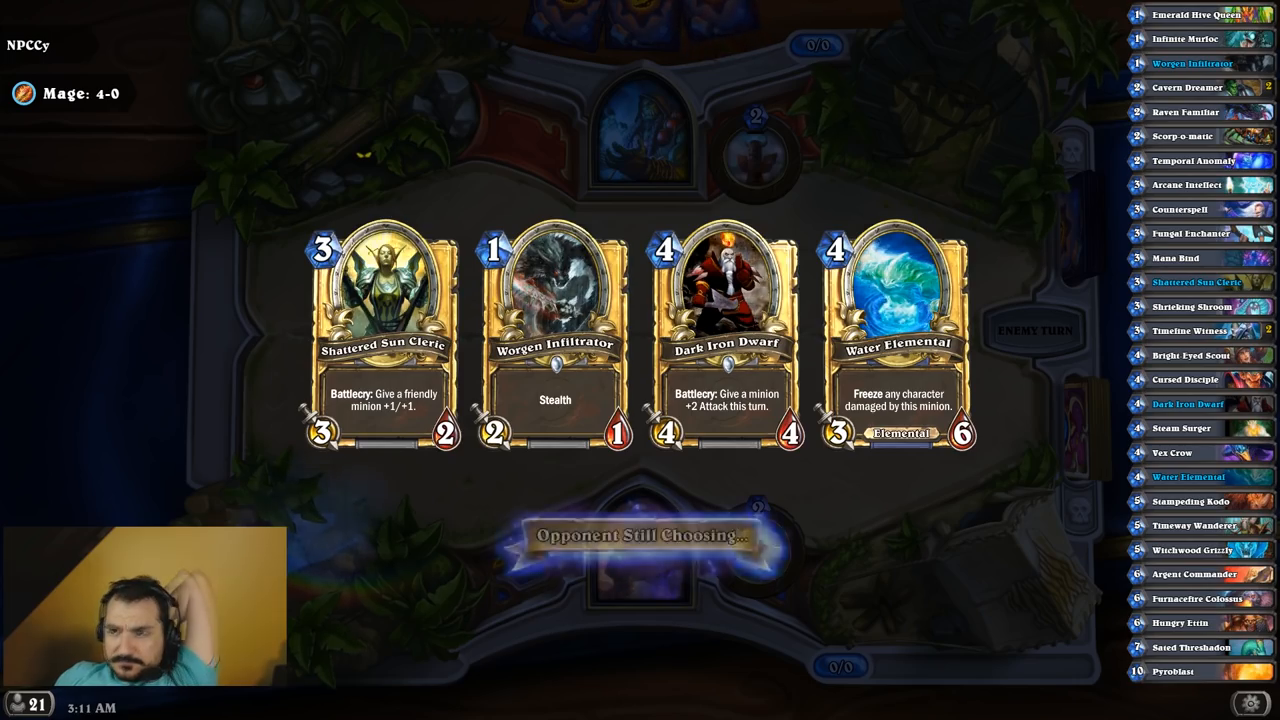 NPCCy
Mage: 4-0
0/0
2
ENEMY TURN
3
Shattered Sun Cleric
Battlecry: Give a friendly
minion +1/+1.
3
2
1
Worgen Infiltrator
Stealth
2
1
4
Dark Iron Dwarf
Battlecry: Give a minion
+2 Attack this turn.
4
4
4
Water Elemental
Freeze any character
damaged by this minion.
3
Elemental
6
2
Opponent Still Choosing...
0/0
1 Emerald Hive Queen
1 Infinite Murloc
1 Worgen Infiltrator
2 Cavern Dreamer 2
2 Raven Familiar
2 Scorp-o-matic
2 Temporal Anomaly
3 Arcane Intellect
3 Counterspell
3 Fungal Enchanter
3 Mana Bind
3 Shattered Sun Cleric
3 Shrieking Shroom
3 Timeline Witness 2
4 Bright Eyed Scout
4 Cursed Disciple
4 Dark Iron Dwarf
4 Steam Surger
4 Vex Crow
4 Water Elemental
5 Stampeding Kodo
5 Timeway Wanderer
5 Witchwood Grizzly
6 Argent Commander
6 Furnacefire Colossus
6 Hungry Ettin
7 Sated Threshadon
10 Pyroblast
21
3:11 AM